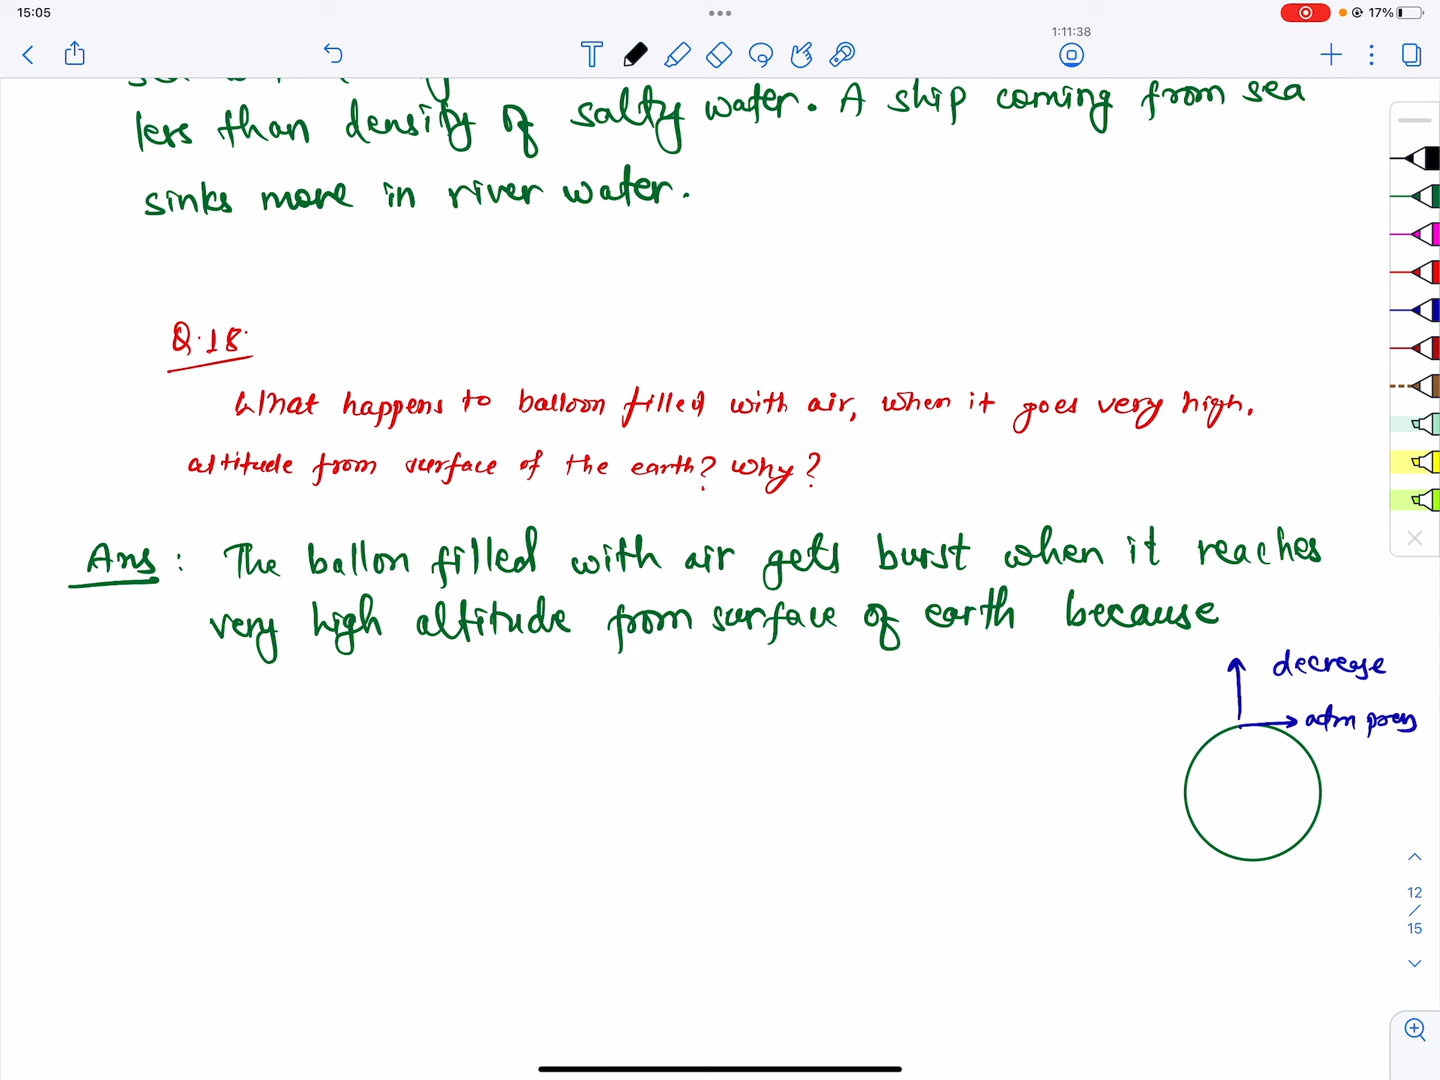 15:05
17%
1:11:38
less than density of salty water. A ship coming from sea
sinks more in river water.
Q.18.
What happens to balloon filled with air, when it goes very high.
altitude from surface of the earth? why?
Ans : The ballon filled with air gets burst when it reaches
very high altitude from surface of earth because
decrease
atm pres
12
/
15